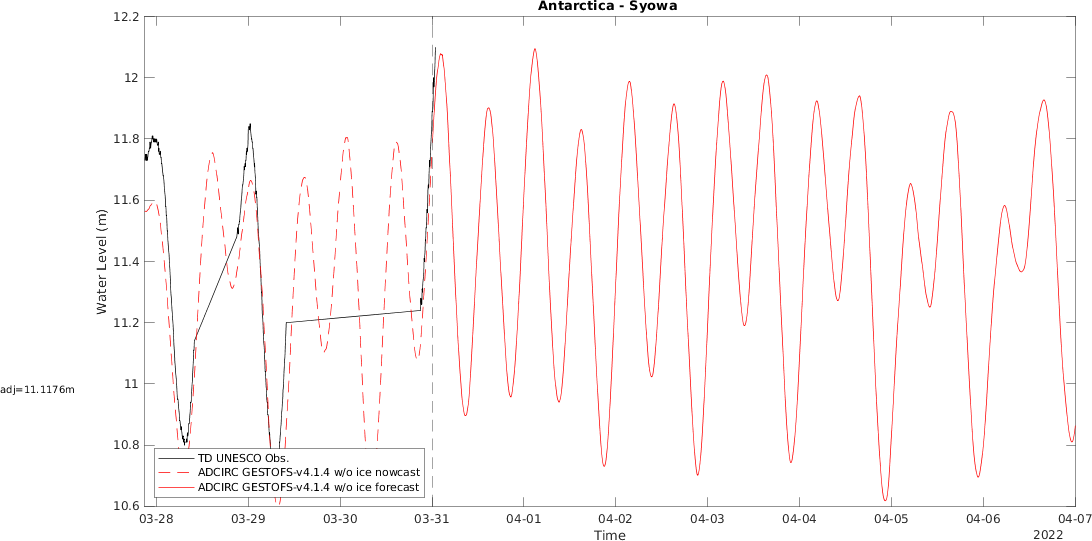 Antarctica - Syowa
12.2
12
11.8
11.6
11.4
11.2
11
10.8
10.6
Water Level (m)
adj=11.1176m
TD UNESCO Obs.
ADCIRC GESTOFS-v4.1.4 w/o ice nowcast
ADCIRC GESTOFS-v4.1.4 w/o ice forecast
03-28 03-29 03-30 03-31 04-01 04-02 04-03 04-04 04-05 04-06 04-07
Time
2022